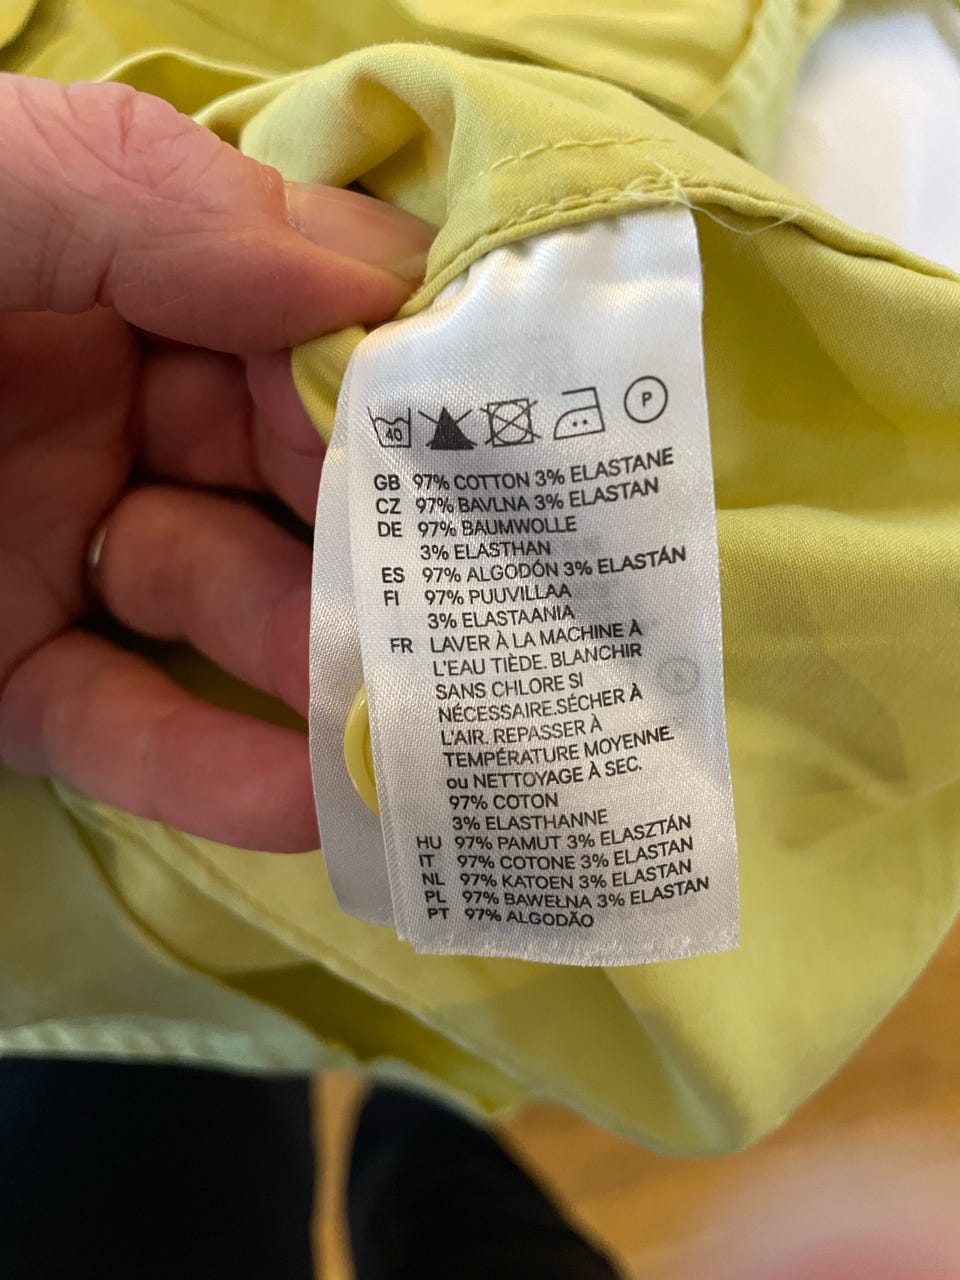 40 P
GB 97% COTTON 3% ELASTANE
CZ 97% BAVLNA 3% ELASTAN
DE 97% BAUMWOLLE
3% ELASTHAN
ES 97% ALGODÓN 3% ELASTÁN
FI 97% PUUVILLAA
3% ELASTAANIA
FR LAVER À LA MACHINE À
L'EAU TIÈDE. BLANCHIR
SANS CHLORE SI
NÉCESSAIRE.SÉCHER À
L'AIR. REPASSER À
TEMPÉRATURE MOYENNE.
ou NETTOYAGE À SEC.
97% COTON
3% ELASTHANNE
HU 97% PAMUT 3% ELASZTÁN
IT 97% COTONE 3% ELASTAN
NL 97% KATOEN 3% ELASTAN
PL 97% BAWEŁNA 3% ELASTAN
PT 97% ALGODÃO